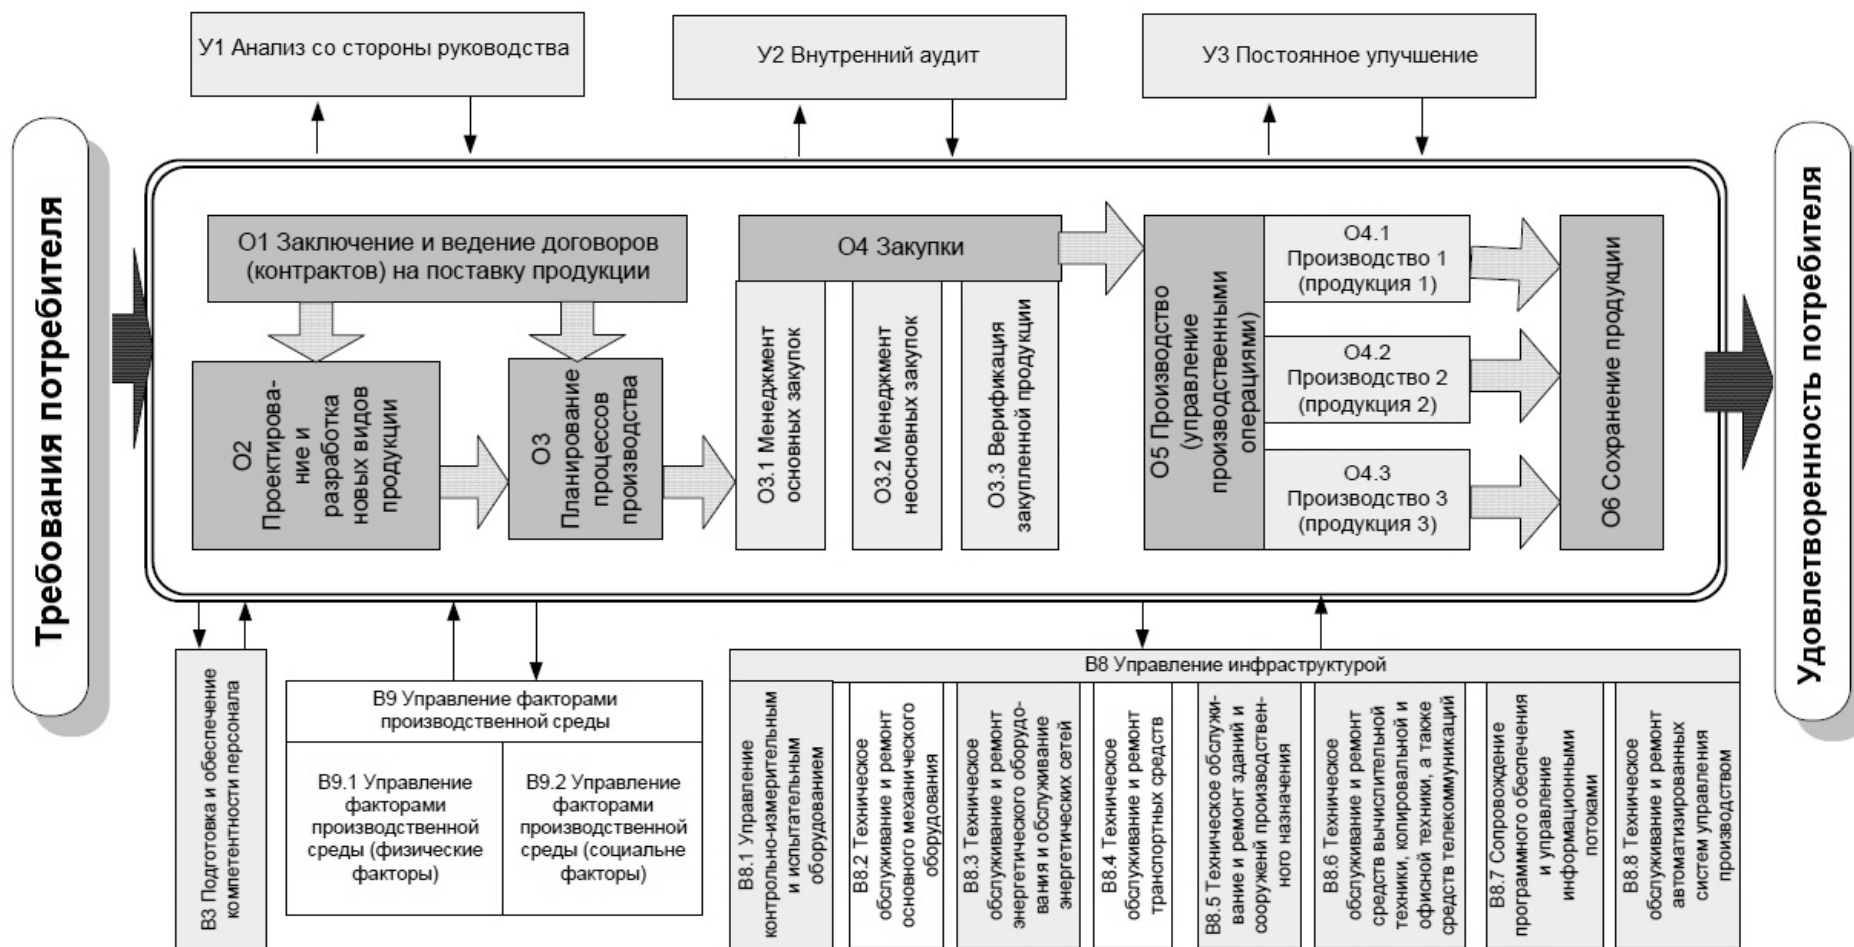 У1 Анализ со стороны руководства
У2 Внутренний аудит
У3 Постоянное улучшение
Требования потребителя
О1 Заключение и ведение договоров
(контрактов) на поставку продукции
О2
Проектирова-
ние и
разработка
новых видов
продукции
О3
Планирование
процессов
производства
О4 Закупки
О3.1 Менеджмент
основных закупок
О3.2 Менеджмент
неосновных закупок
О3.3 Верификация
закупленной продукции
О5 Производство
(управление
производственными
операциями)
О4.1
Производство 1
(продукция 1)
О4.2
Производство 2
(продукция 2)
О4.3
Производство 3
(продукция 3)
О6 Сохранение продукции
Удовлетворенность потребителя
В3 Подготовка и обеспечение
компетентности персонала
В9 Управление факторами
производственной среды
В9.1 Управление
факторами
производственной
среды (физические
факторы)
В9.2 Управление
факторами
производственной
среды (социальне
факторы)
В8 Управление инфраструктурой
В8.1 Управление
контрольно-измерительным
и испытательным
оборудованием
В8.2 Техническое
обслуживание и ремонт
основного механического
оборудования
В8.3 Техническое
обслуживание и ремонт
энергетического оборудо-
вания и обслуживание
энергетических сетей
В8.4 Техническое
обслуживание и ремонт
транспортных средств
В8.5 Техническое обслужи-
вание и ремонт зданий и
сооружений производствен-
ного назначения
В8.6 Техническое
обслуживание и ремонт
средств вычислительной
техники, копировальной и
офисной техники, а также
средств телекоммуникаций
В8.7 Сопровождение
программного обеспечения
и управление
информационными
потоками
В8.8 Техническое
обслуживание и ремонт
автоматизированных
систем управления
производством